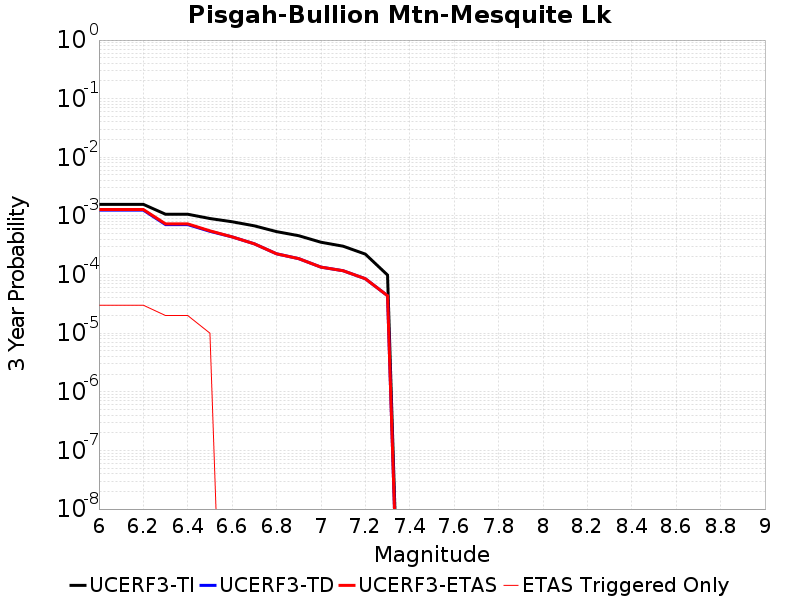 Pisgah-Bullion Mtn-Mesquite Lk
10^0
10^-1
10^-2
10^-3
10^-4
10^-5
10^-6
10^-7
10^-8
3 Year Probability
6 6.2 6.4 6.6 6.8 7 7.2 7.4 7.6 7.8 8 8.2 8.4 8.6 8.8 9
Magnitude
UCERF3-TI UCERF3-TD UCERF3-ETAS ETAS Triggered Only